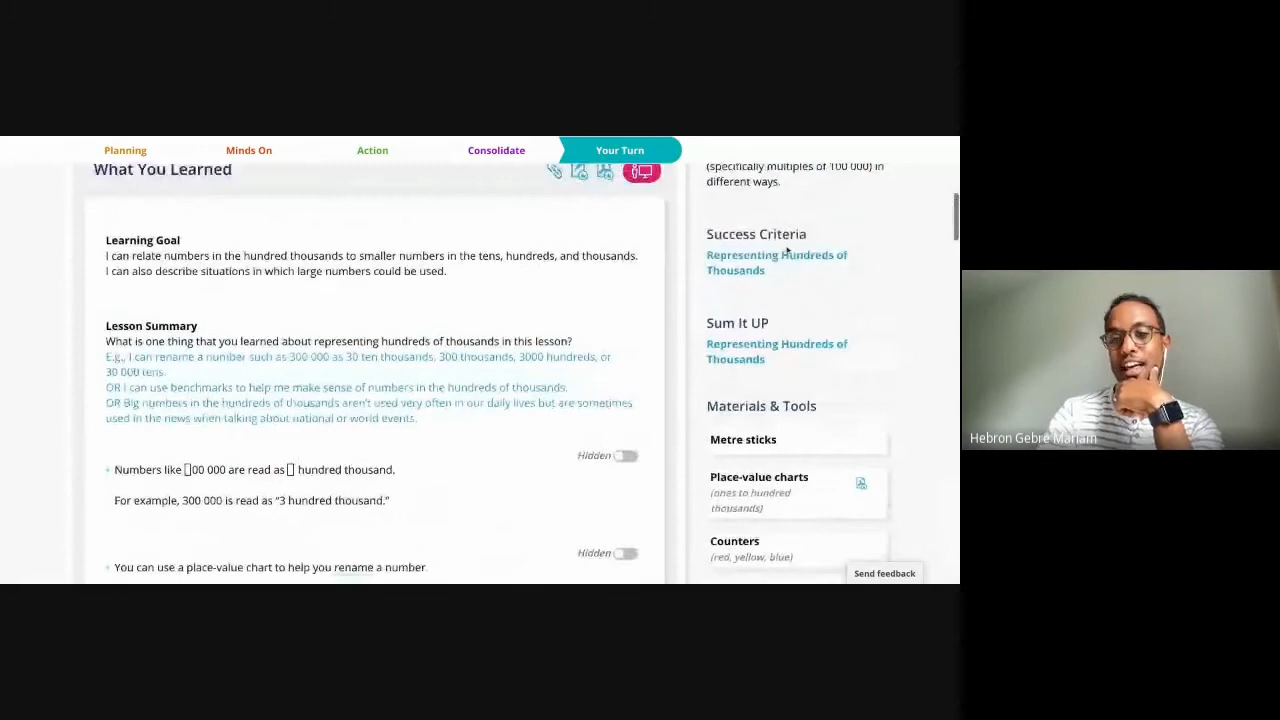 Planning
Minds On
Action
Consolidate
Your Turn
What You Learned
Learning Goal
I can relate numbers in the hundred thousands to smaller numbers in the tens, hundreds, and thousands.
I can also describe situations in which large numbers could be used.
Lesson Summary
What is one thing that you learned about representing hundreds of thousands in this lesson?
E.g., I can rename a number such as 300 000 as 30 ten thousands, 300 thousands, 3000 hundreds, or
30 000 tens.
OR I can use benchmarks to help me make sense of numbers in the hundreds of thousands.
OR Big numbers in the hundreds of thousands aren't used very often in our daily lives but are sometimes
used in the news when talking about national or world events.
Hidden
Numbers like □00 000 are read as □ hundred thousand.
For example, 300 000 is read as "3 hundred thousand."
Hidden
You can use a place-value chart to help you rename a number.
(specifically multiples of 100 000) in
different ways.
Success Criteria
Representing Hundreds of
Thousands
Sum It UP
Representing Hundreds of
Thousands
Materials & Tools
Metre sticks
Place-value charts
(ones to hundred
thousands)
Counters
(red, yellow, blue)
Send feedback
Hebron Gebre Mariam